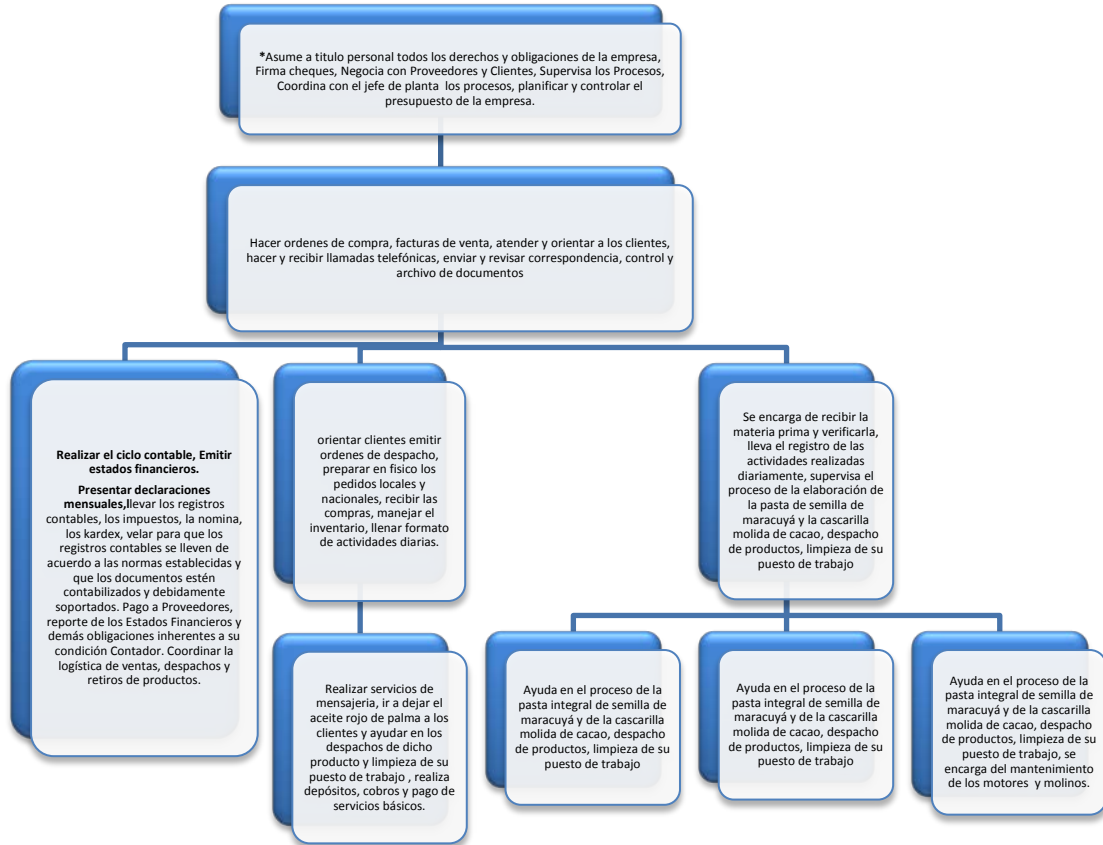 *Asume a titulo personal todos los derechos y obligaciones de la empresa,
Firma cheques, Negocia con Proveedores y Clientes, Supervisa los Procesos,
Coordina con el jefe de planta los procesos, planificar y controlar el
presupuesto de la empresa.
Hacer ordenes de compra, facturas de venta, atender y orientar a los clientes,
hacer y recibir llamadas telefónicas, enviar y revisar correspondencia, control y
archivo de documentos
Realizar el ciclo contable, Emitir
estados financieros.
Presentar declaraciones
mensuales,llevar los registros
contables, los impuestos, la nomina,
los kardex, velar para que los
registros contables se lleven de
acuerdo a las normas establecidas y
que los documentos estén
contabilizados y debidamente
soportados. Pago a Proveedores,
reporte de los Estados Financieros y
demás obligaciones inherentes a su
condición Contador. Coordinar la
logística de ventas, despachos y
retiros de productos.
orientar clientes emitir
ordenes de despacho,
preparar en fisico los
pedidos locales y
nacionales, recibir las
compras, manejar el
inventario, llenar formato
de actividades diarias.
Se encarga de recibir la
materia prima y verificarla,
lleva el registro de las
actividades realizadas
diariamente, supervisa el
proceso de la elaboración de
la pasta de semilla de
maracuyá y la cascarilla
molida de cacao, despacho
de productos, limpieza de su
puesto de trabajo
Realizar servicios de
mensajeria, ir a dejar el
aceite rojo de palma a los
clientes y ayudar en los
despachos de dicho
producto y limpieza de su
puesto de trabajo , realiza
depósitos, cobros y pago de
servicios básicos.
Ayuda en el proceso de la
pasta integral de semilla de
maracuyá y de la cascarilla
molida de cacao, despacho
de productos, limpieza de su
puesto de trabajo
Ayuda en el proceso de la
pasta integral de semilla de
maracuyá y de la cascarilla
molida de cacao, despacho de
productos, limpieza de su
puesto de trabajo
Ayuda en el proceso de la
pasta integral de semilla de
maracuyá y de la cascarilla
molida de cacao, despacho
de productos, limpieza de su
puesto de trabajo, se
encarga del mantenimiento
de los motores y molinos.